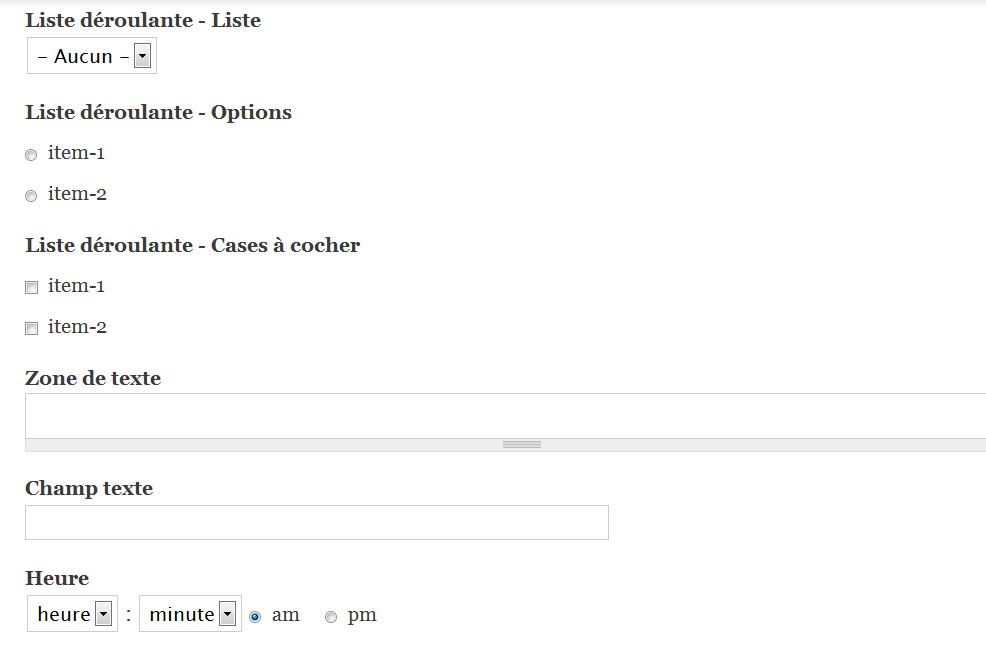 Liste déroulante - Liste
- Aucun -
Liste déroulante - Options
item-1
item-2
Liste déroulante - Cases à cocher
item-1
item-2
Zone de texte
Champ texte
Heure
heure : minute am pm